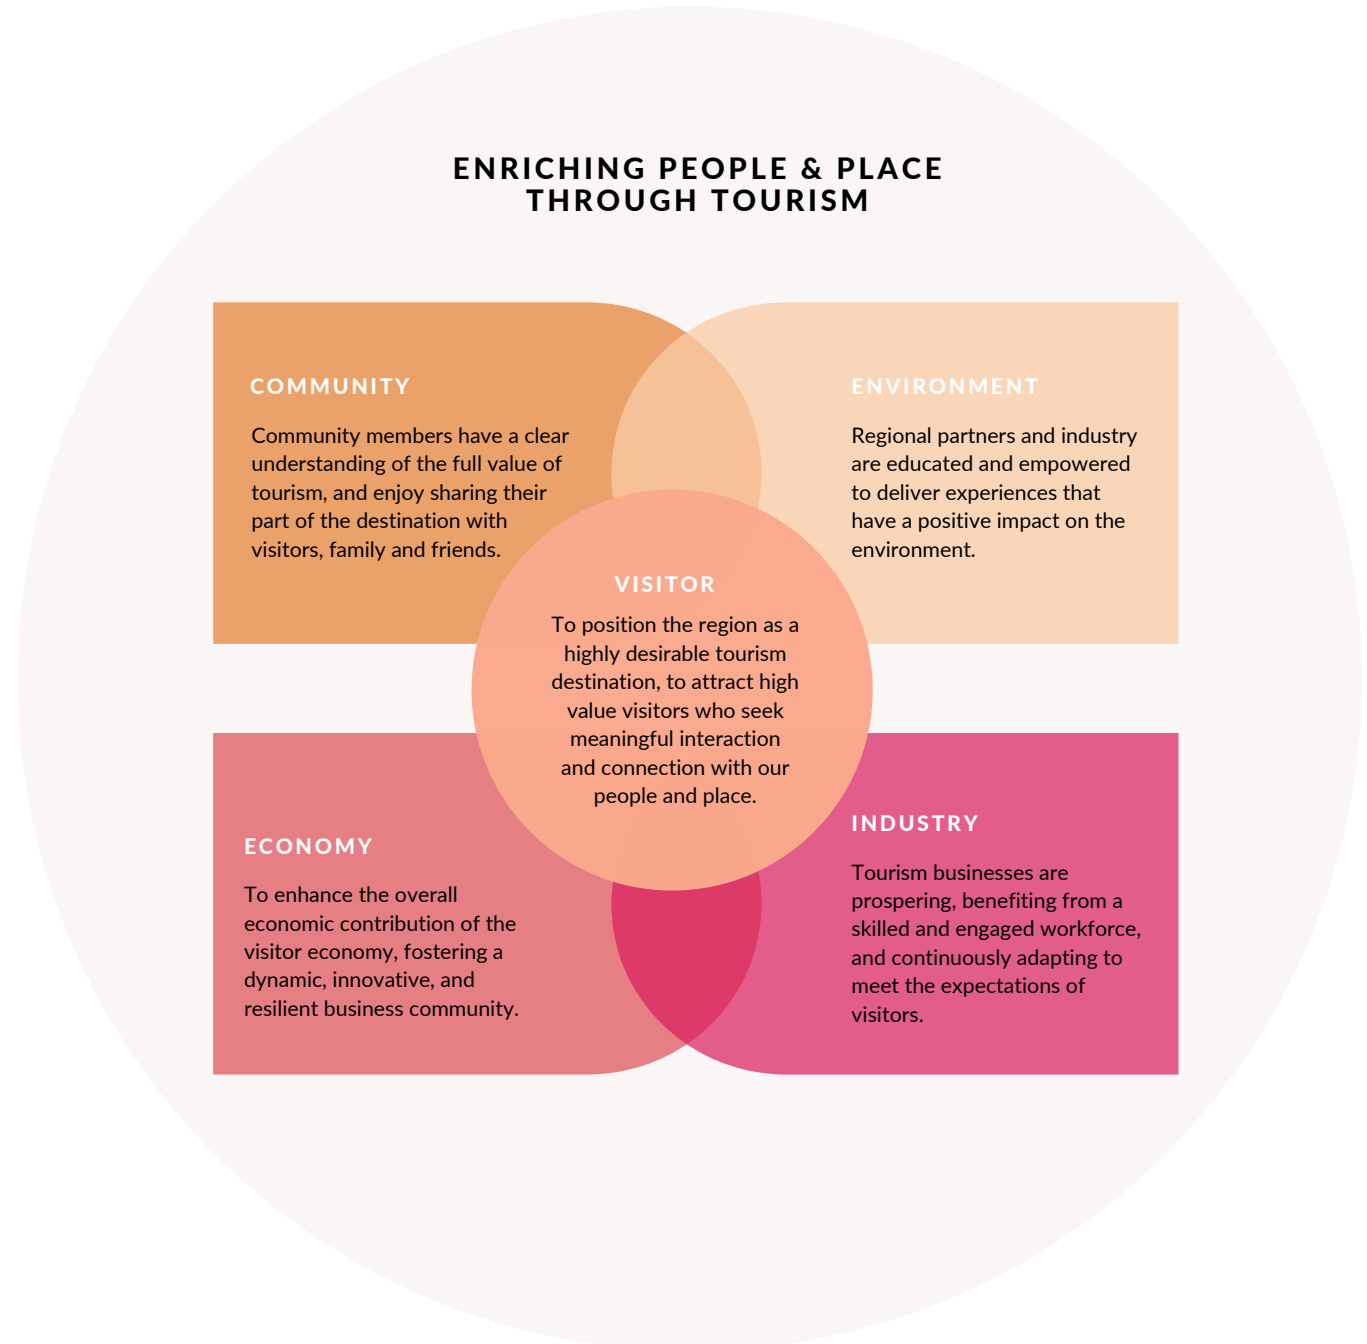 ENRICHING PEOPLE & PLACE
THROUGH TOURISM
COMMUNITY
Community members have a clear
understanding of the full value of
tourism, and enjoy sharing their
part of the destination with
visitors, family and friends.
ENVIRONMENT
Regional partners and industry
are educated and empowered
to deliver experiences that
have a positive impact on the
environment.
VISITOR
To position the region as a
highly desirable tourism
destination, to attract high
value visitors who seek
meaningful interaction
and connection with our
people and place.
ECONOMY
To enhance the overall
economic contribution of the
visitor economy, fostering a
dynamic, innovative, and
resilient business community.
INDUSTRY
Tourism businesses are
prospering, benefiting from a
skilled and engaged workforce,
and continuously adapting to
meet the expectations of
visitors.